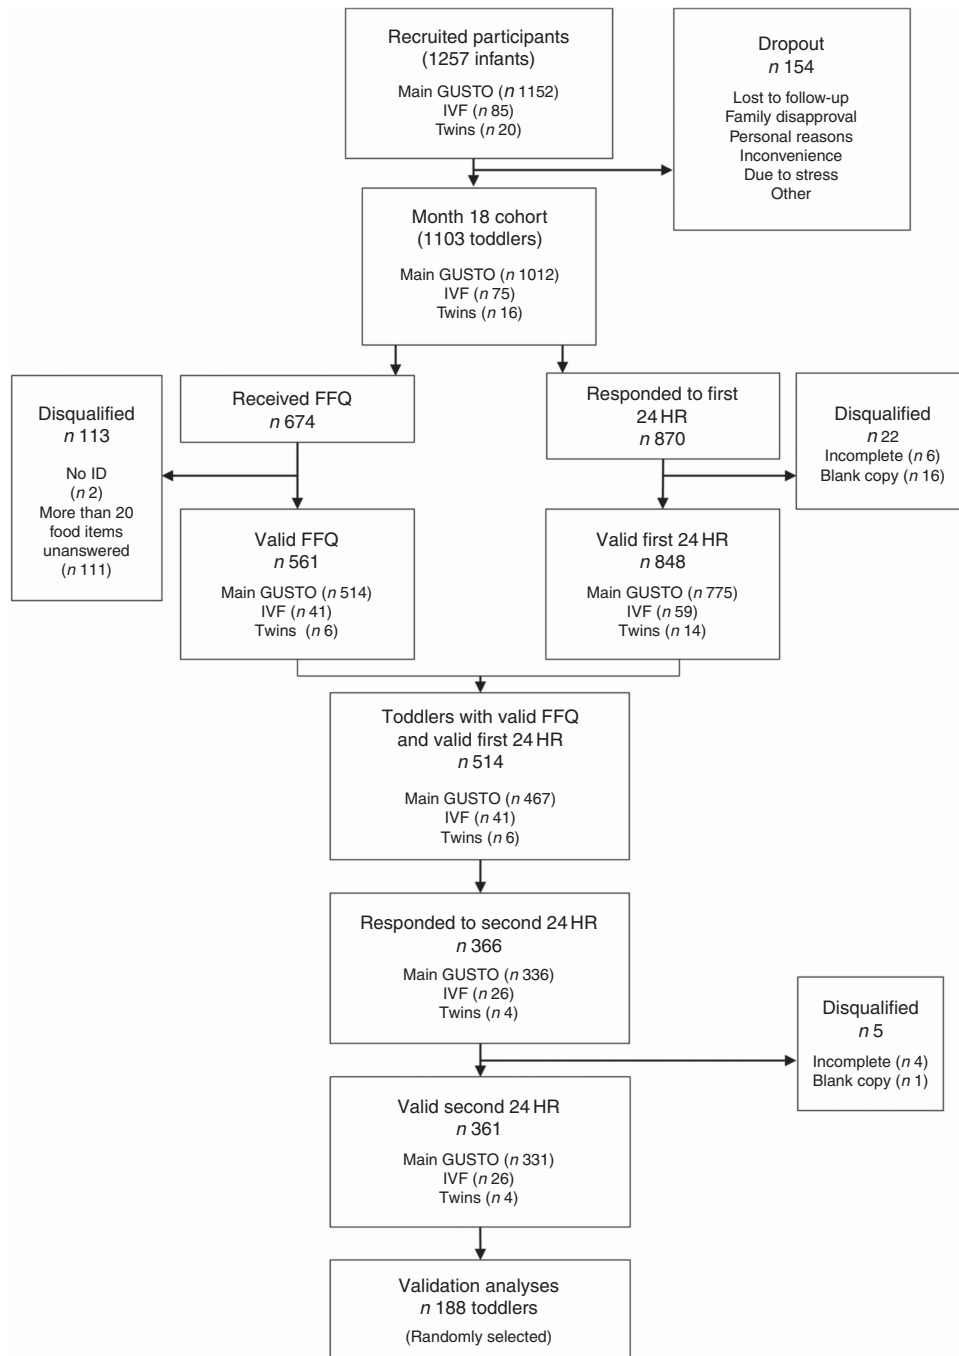 Recruited participants
(1257 infants)
Main GUSTO (n 1152)
IVF (n 85)
Twins (n 20)
Dropout
n 154
Lost to follow-up
Family disapproval
Personal reasons
Inconvenience
Due to stress
Other
Month 18 cohort
(1103 toddlers)
Main GUSTO (n 1012)
IVF (n 75)
Twins (n 16)
Disqualified
n 113
No ID
(n 2)
More than 20
food items
unanswered
(n 111)
Received FFQ
n 674
Responded to first
24 HR
n 870
Disqualified
n 22
Incomplete (n 6)
Blank copy (n 16)
Valid FFQ
n 561
Main GUSTO (n 514)
IVF (n 41)
Twins (n 6)
Valid first 24 HR
n 848
Main GUSTO (n 775)
IVF (n 59)
Twins (n 14)
Toddlers with valid FFQ
and valid first 24 HR
n 514
Main GUSTO (n 467)
IVF (n 41)
Twins (n 6)
Responded to second 24 HR
n 366
Main GUSTO (n 336)
IVF (n 26)
Twins (n 4)
Disqualified
n 5
Incomplete (n 4)
Blank copy (n 1)
Valid second 24 HR
n 361
Main GUSTO (n 331)
IVF (n 26)
Twins (n 4)
Validation analyses
n 188 toddlers
(Randomly selected)